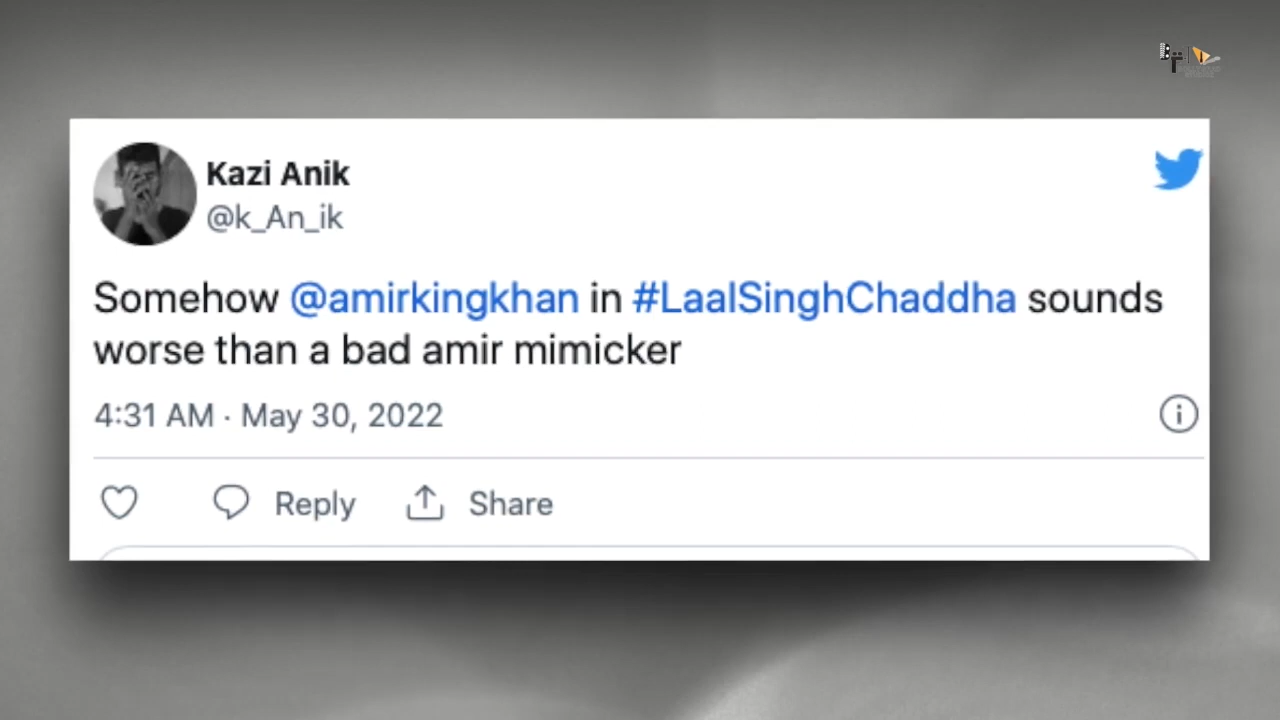 Kazi Anik
@k_An_ik
Somehow @amirkingkhan in #LaalSinghChaddha sounds
worse than a bad amir mimicker
4:31 AM · May 30, 2022
Reply Share